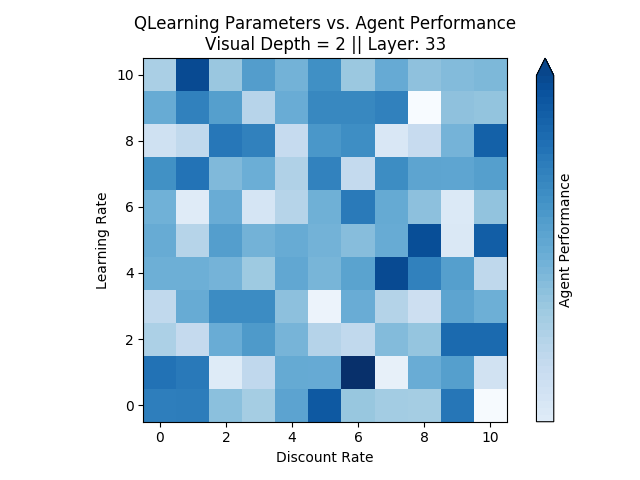 QLearning Parameters vs. Agent Performance
Visual Depth = 2 || Layer: 33
10
8
6
4
2
0
Learning Rate
0 2 4 6 8 10
Discount Rate
Agent Performance